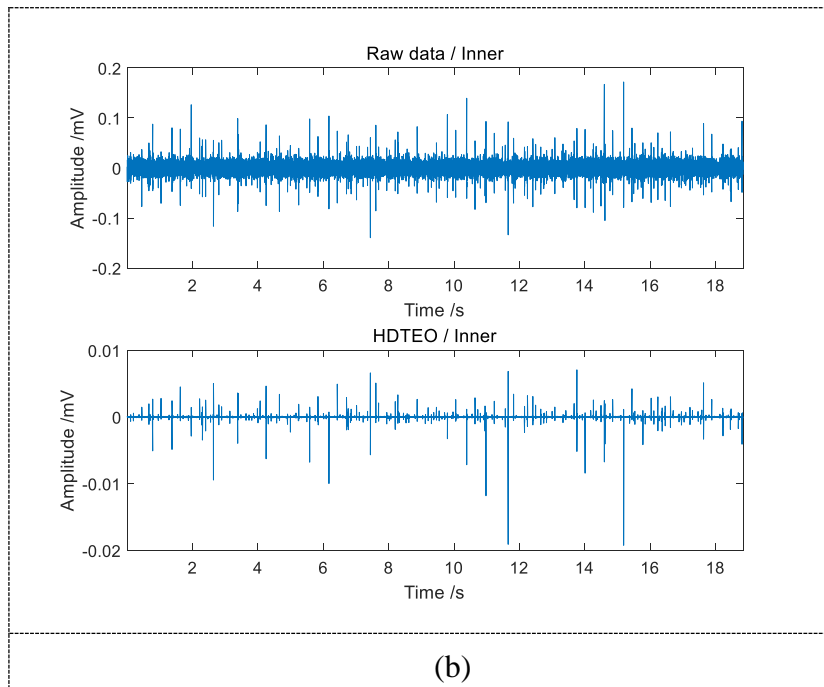 Raw data / Inner
0.2
0.1
0
-0.1
-0.2
Amplitude /mV
2 4 6 8 10 12 14 16 18
Time /s
HDTEO / Inner
0.01
0
-0.01
-0.02
Amplitude /mV
2 4 6 8 10 12 14 16 18
Time /s
(b)